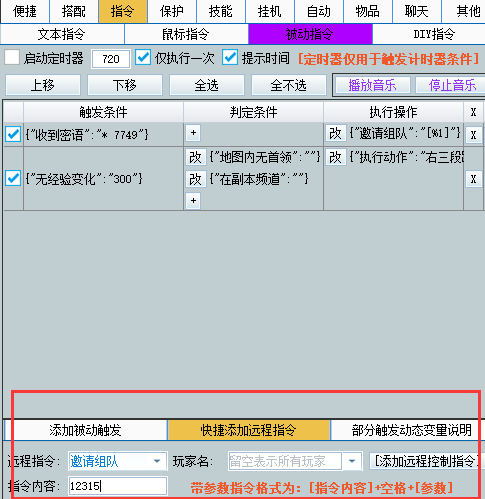 便捷 搭配 指令 保护 技能 挂机 自动 物品 聊天 其他
文本指令 鼠标指令 被动指令 DIY指令
启动定时器 720 仅执行一次 提示时间 [定时器仅用于触发计时器条件]
上移 下移 全选 全不选 播放音乐 停止音乐
触发条件 判定条件 执行操作 X
{"收到密语":"* 7749"} + 改 {"邀请组队":"[%1]"} X
改 {"地图内无首领":""} 改 {"执行动作":"右三段
{"无经验变化":"300"} 改 {"在副本频道":""} X
+
添加被动触发 快捷添加远程指令 部分触发动态变量说明
远程指令: 邀请组队 玩家名: 留空表示所有玩家 [添加远程控制指令]
指令内容: 12315 带参数指令格式为：[指令内容]+空格+[参数]